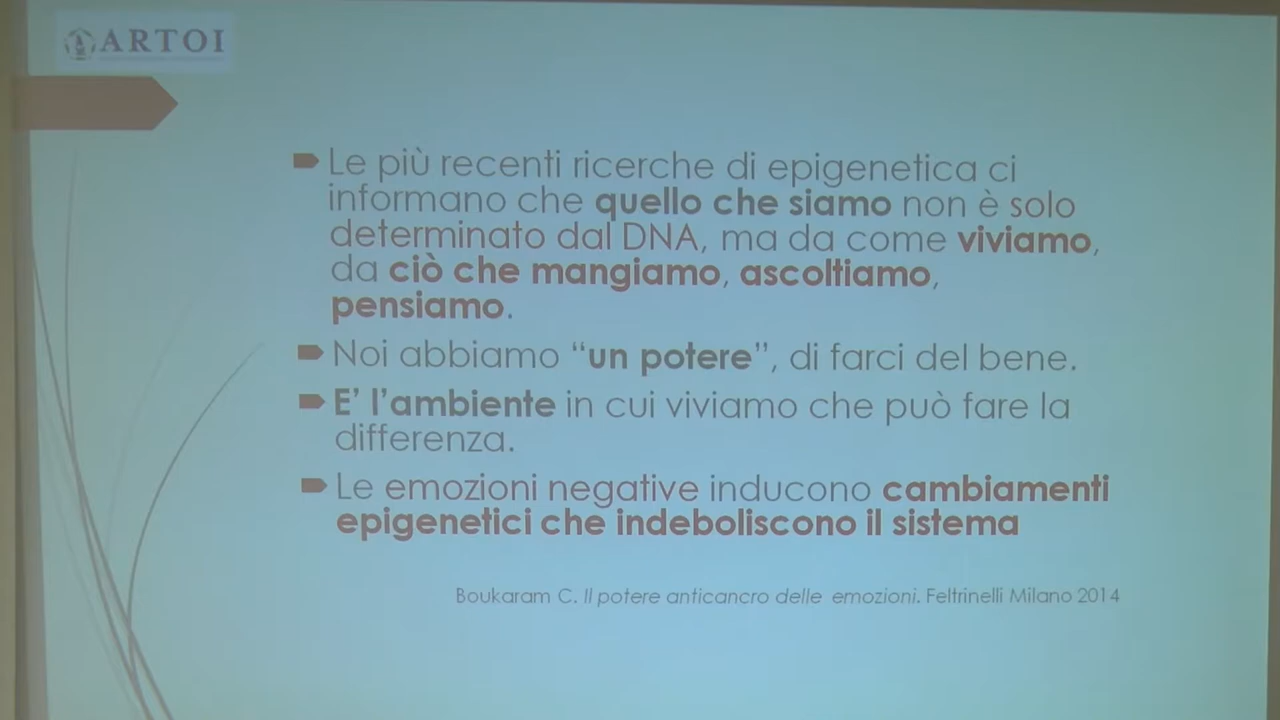 ARTOI
Le più recenti ricerche di epigenetica ci
informano che quello che siamo non è solo
determinato dal DNA, ma da come viviamo,
da ciò che mangiamo, ascoltiamo,
pensiamo.
Noi abbiamo “un potere”, di farci del bene.
E’ l’ambiente in cui viviamo che può fare la
differenza.
Le emozioni negative inducono cambiamenti
epigenetici che indeboliscono il sistema
Boukaram C. Il potere anticancro delle emozioni. Feltrinelli Milano 2014